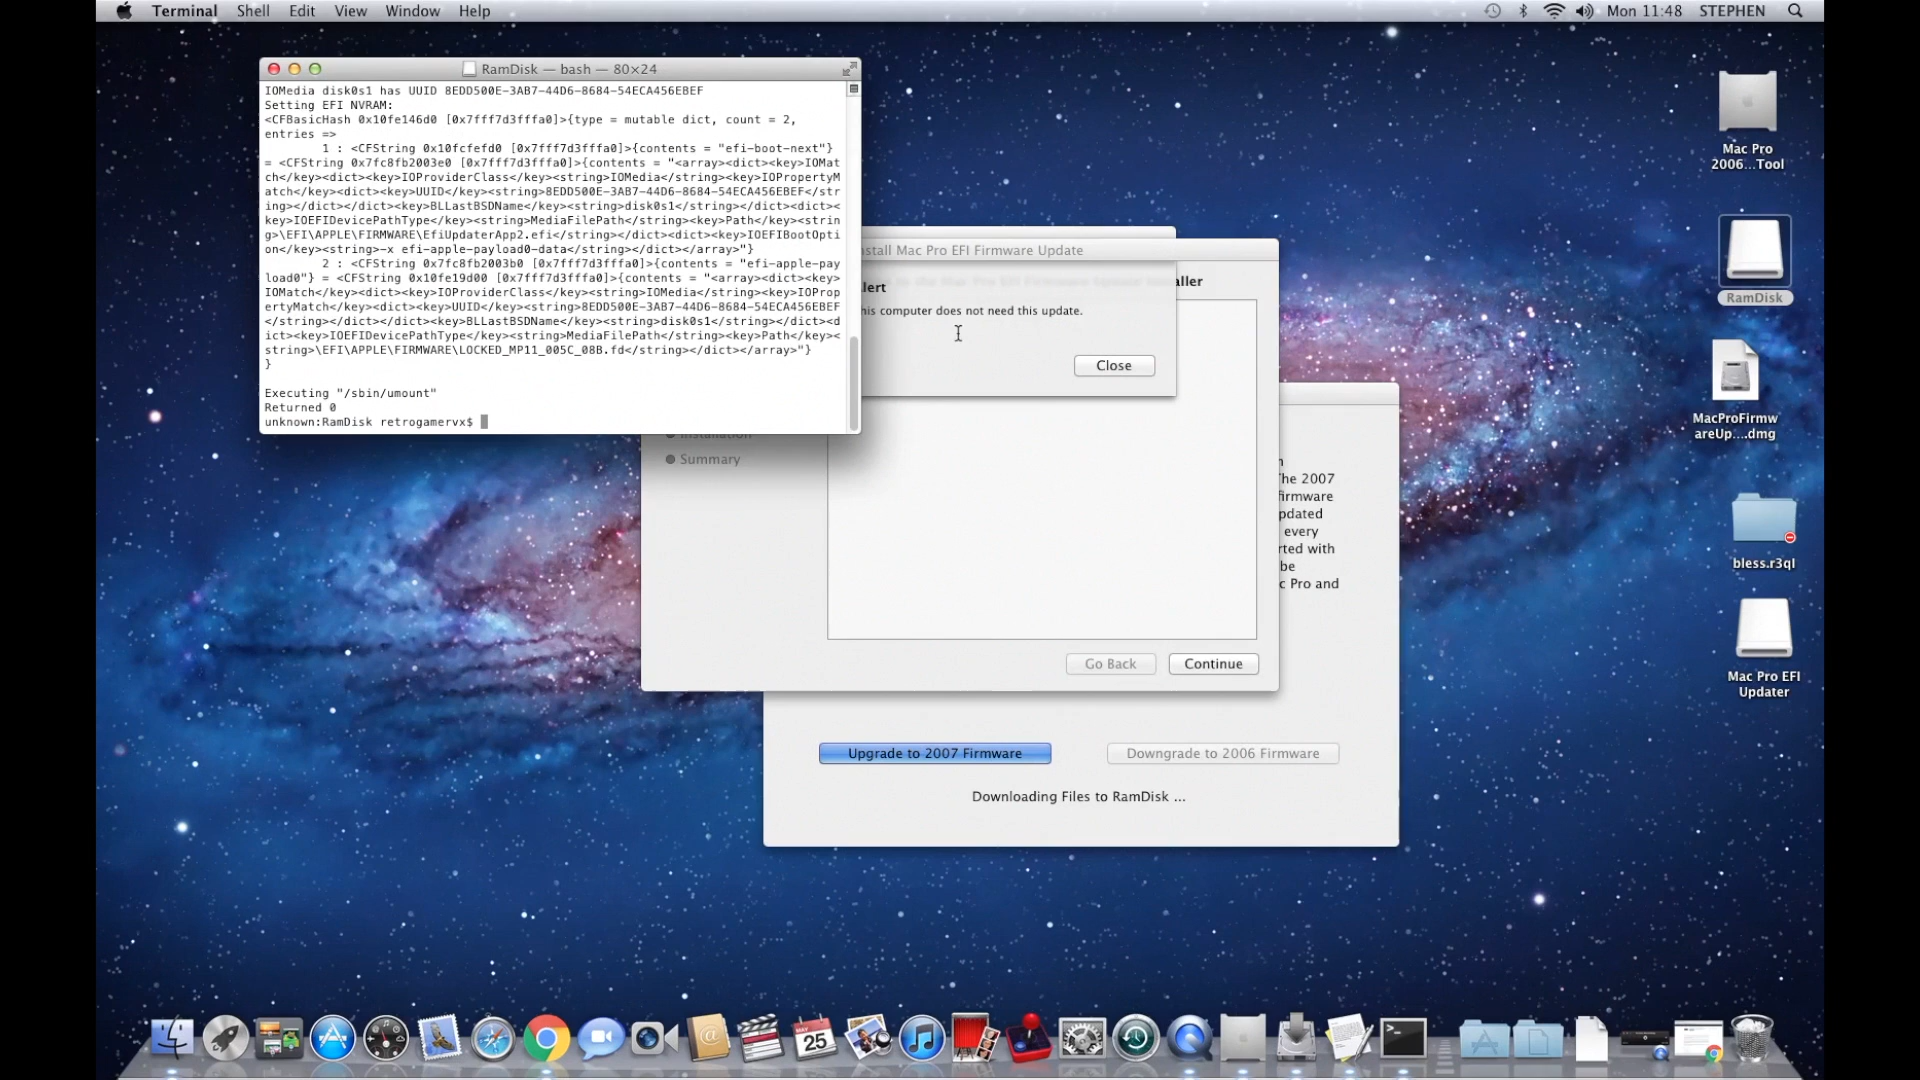 Terminal Shell Edit View Window Help
Mon 11:48 STEPHEN
RamDisk — bash — 80×24
IOMedia disk0s1 has UUID 8EDD500E-3AB7-44D6-8684-54ECA456EBEF
Setting EFI NVRAM:
<CFBasicHash 0x10fe146d0 [0x7fff7d3fffa0]>{type = mutable dict, count = 2,
entries =>
1 : <CFString 0x10fcfefd0 [0x7fff7d3fffa0]>{contents = "efi-boot-next"}
= <CFString 0x7fc8fb2003e0 [0x7fff7d3fffa0]>{contents = "<array><dict><key>IOMat
ch</key><dict><key>IOProviderClass</key><string>IOMedia</string><key>IOPropertyM
atch</key><dict><key>UUID</key><string>8EDD500E-3AB7-44D6-8684-54ECA456EBEF</str
ing></dict></dict><key>BLLastBSDName</key><string>disk0s1</string></dict><dict><
key>IOEFIDevicePathType</key><string>MediaFilePath</string><key>Path</key><strin
g>\EFI\APPLE\FIRMWARE\EfiUpdaterApp2.efi</string></dict><dict><key>IOEFIBootOpti
on</key><string>-x efi-apple-payload0-data</string></dict></array>"}
2 : <CFString 0x7fc8fb2003b0 [0x7fff7d3fffa0]>{contents = "efi-apple-pay
load0"} = <CFString 0x10fe19d00 [0x7fff7d3fffa0]>{contents = "<array><dict><key>
IOMatch</key><dict><key>IOProviderClass</key><string>IOMedia</string><key>IOProp
ertyMatch</key><dict><key>UUID</key><string>8EDD500E-3AB7-44D6-8684-54ECA456EBEF
</string></dict></dict><key>BLLastBSDName</key><string>disk0s1</string></dict><d
ict><key>IOEFIDevicePathType</key><string>MediaFilePath</string><key>Path</key><
string>\EFI\APPLE\FIRMWARE\LOCKED_MP11_005C_08B.fd</string></dict></array>"}
}
Executing "/sbin/umount"
Returned 0
unknown:RamDisk retrogamervx$
nstall Mac Pro EFI Firmware Update
aller
lert
his computer does not need this update.
Close
Installation
Summary
Go Back
Continue
n
he 2007
firmware
pdated
every
rted with
be
c Pro and
Upgrade to 2007 Firmware
Downgrade to 2006 Firmware
Downloading Files to RamDisk ...
Mac Pro
2006...Tool
RamDisk
MacProFirmw
areUp....dmg
bless.r3ql
Mac Pro EFI
Updater
MAY
25